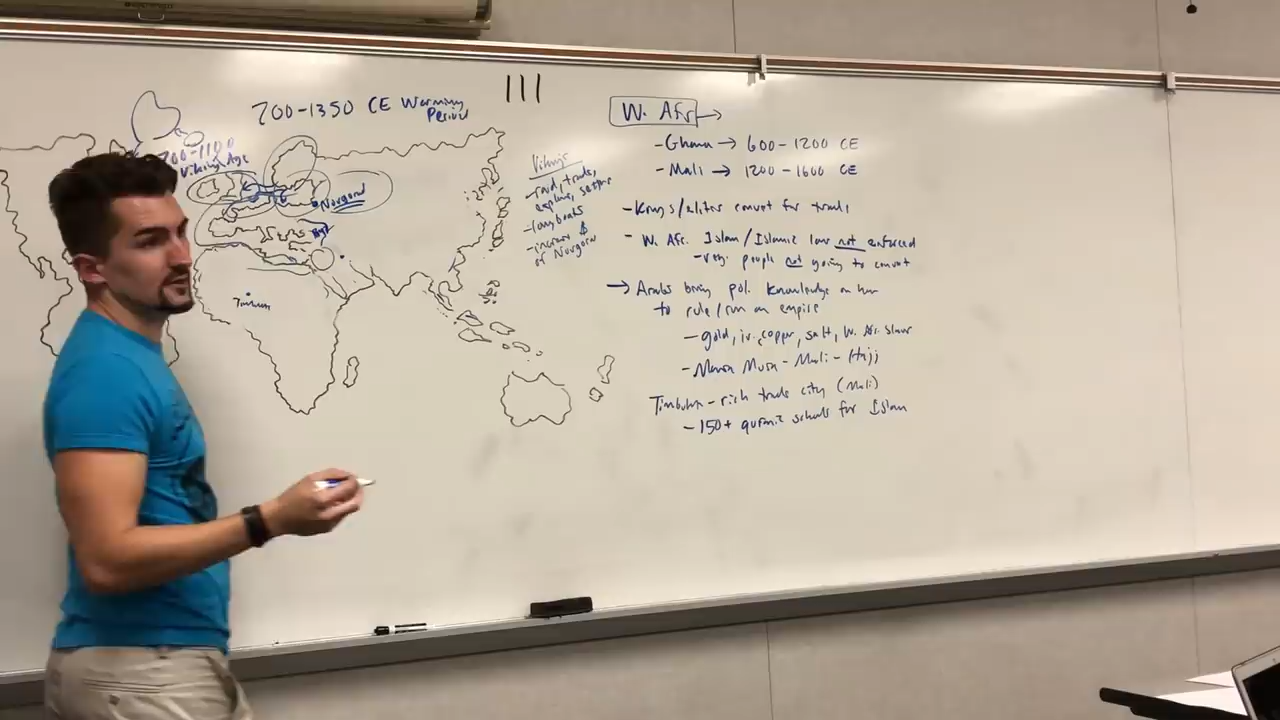 700-1350 CE Warming
Period
700-1100
Viking Age
Novgorod
Timbuktu
Vikings
- raid, trade,
explore, settle
- longboats
- increase $
of Novgorod
W. Afr →
- Ghana → 600-1200 CE
- Mali → 1200-1600 CE
- Kings/elites convert for trade
- W. Afr. Islam/Islamic law not enforced
- reg. people not going to convert
→ Arabs bring pol. knowledge on how
to rule/run an empire
- gold, iv., copper, salt, W. Afr. slaves
- Mansa Musa - Mali - Hajj
Timbuktu - rich trade city (Mali)
- 150+ quranic schools for Islam